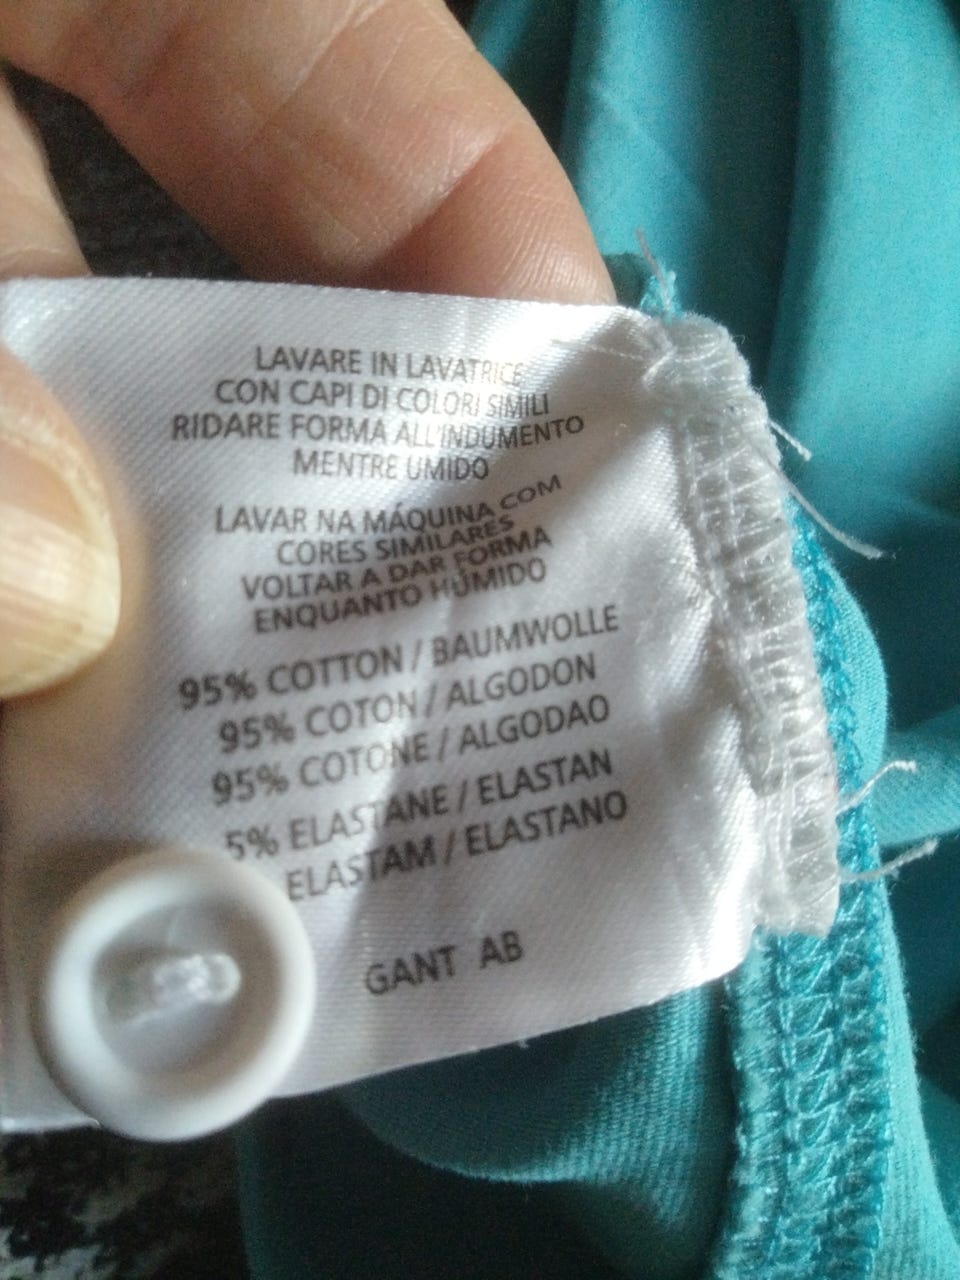 LAVARE IN LAVATRICE
CON CAPI DI COLORI SIMILI
RIDARE FORMA ALL'INDUMENTO
MENTRE UMIDO
LAVAR NA MÁQUINA COM
CORES SIMILARES
VOLTAR A DAR FORMA
ENQUANTO HÚMIDO
95% COTTON / BAUMWOLLE
95% COTON / ALGODON
95% COTONE / ALGODAO
5% ELASTANE / ELASTAN
ELASTAM / ELASTANO
GANT AB